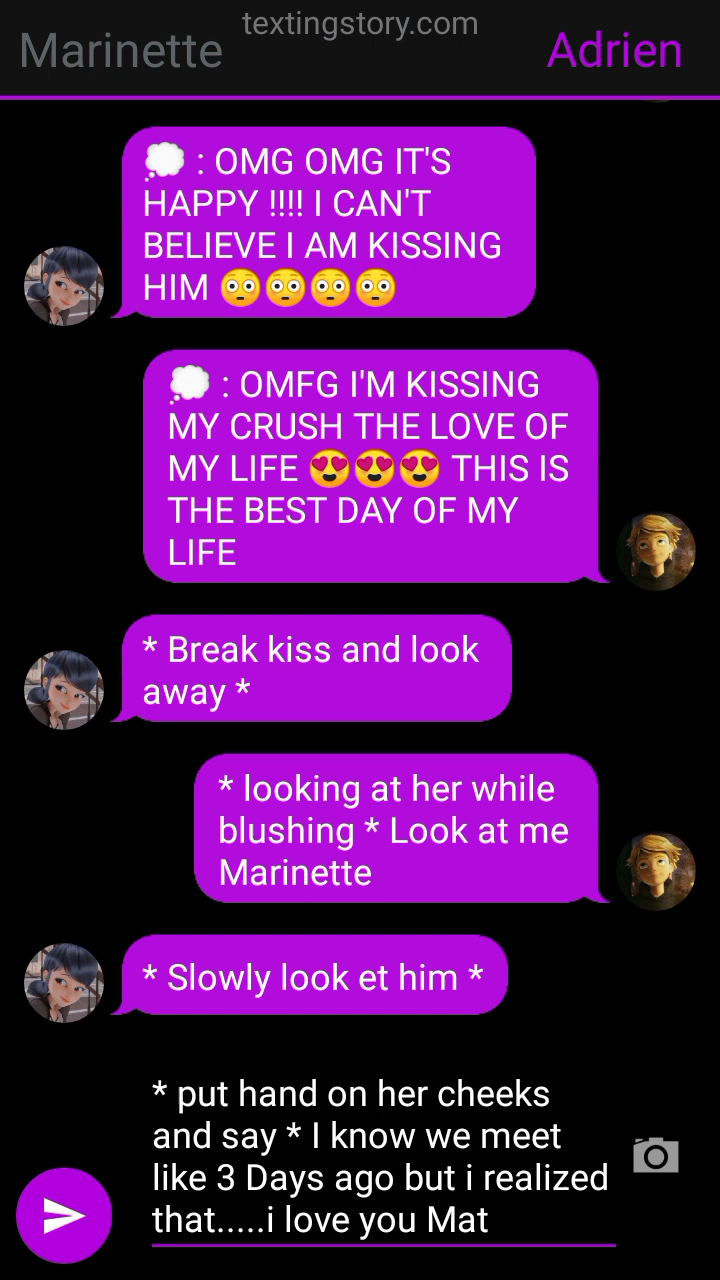 textingstory.com
Marinette
Adrien
💭 : OMG OMG IT'S
HAPPY !!!! I CAN'T
BELIEVE I AM KISSING
HIM 😳😳😳😳
💭 : OMFG I'M KISSING
MY CRUSH THE LOVE OF
MY LIFE 😍😍😍 THIS IS
THE BEST DAY OF MY
LIFE
* Break kiss and look
away *
* looking at her while
blushing * Look at me
Marinette
* Slowly look et him *
* put hand on her cheeks
and say * I know we meet
like 3 Days ago but i realized
that.....i love you Mat